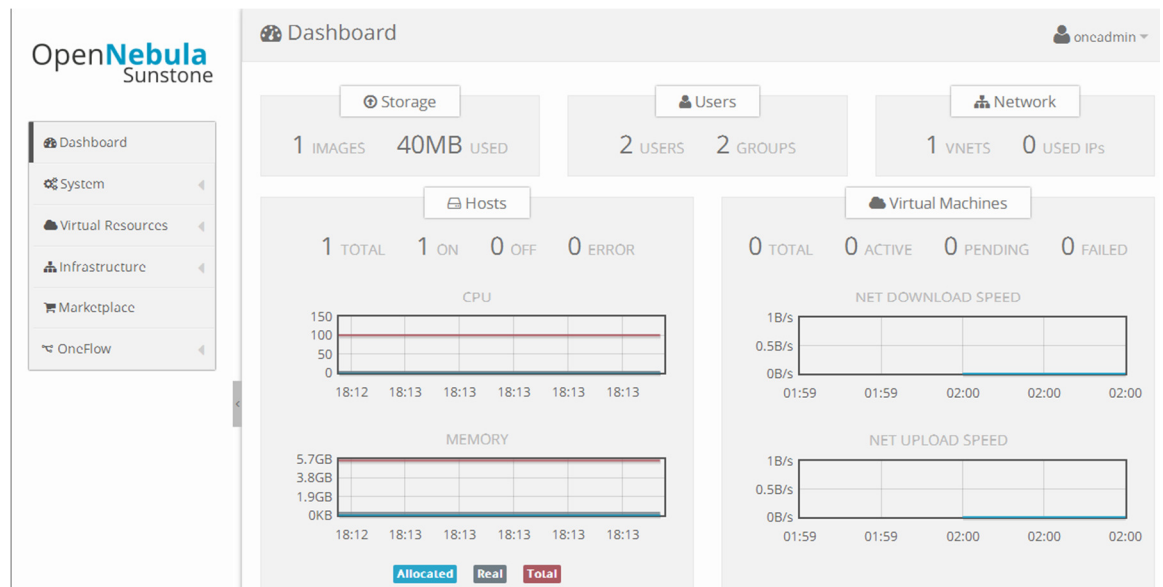 OpenNebula
Sunstone
Dashboard
System
Virtual Resources
Infrastructure
Marketplace
OneFlow
Dashboard
oneadmin
Storage
1 IMAGES 40MB USED
Users
2 USERS 2 GROUPS
Network
1 VNETS 0 USED IPs
Hosts
1 TOTAL 1 ON 0 OFF 0 ERROR
CPU
150
100
50
0
18:12 18:13 18:13 18:13 18:13 18:13
MEMORY
5.7GB
3.8GB
1.9GB
0KB
18:12 18:13 18:13 18:13 18:13 18:13
Allocated Real Total
Virtual Machines
0 TOTAL 0 ACTIVE 0 PENDING 0 FAILED
NET DOWNLOAD SPEED
1B/s
0.5B/s
0B/s
01:59 01:59 02:00 02:00 02:00
NET UPLOAD SPEED
1B/s
0.5B/s
0B/s
01:59 01:59 02:00 02:00 02:00